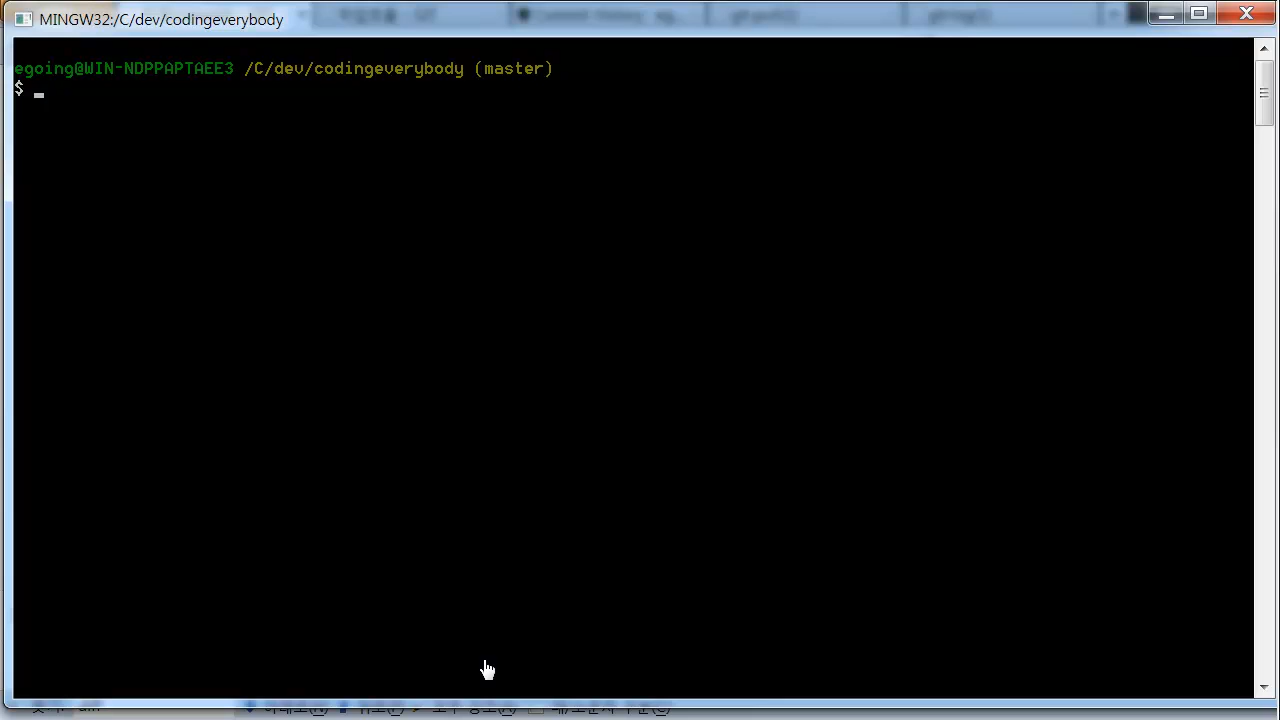 MINGW32:/C/dev/codingeverybody
egoing@WIN-NDPPAPTAEE3 /C/dev/codingeverybody (master)
$